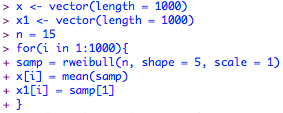 > x <- vector(length = 1000)
> x1 <- vector(length = 1000)
> n = 15
> for(i in 1:1000){
+ samp = rweibull(n, shape = 5, scale = 1)
+ x[i] = mean(samp)
+ x1[i] = samp[1]
+ }